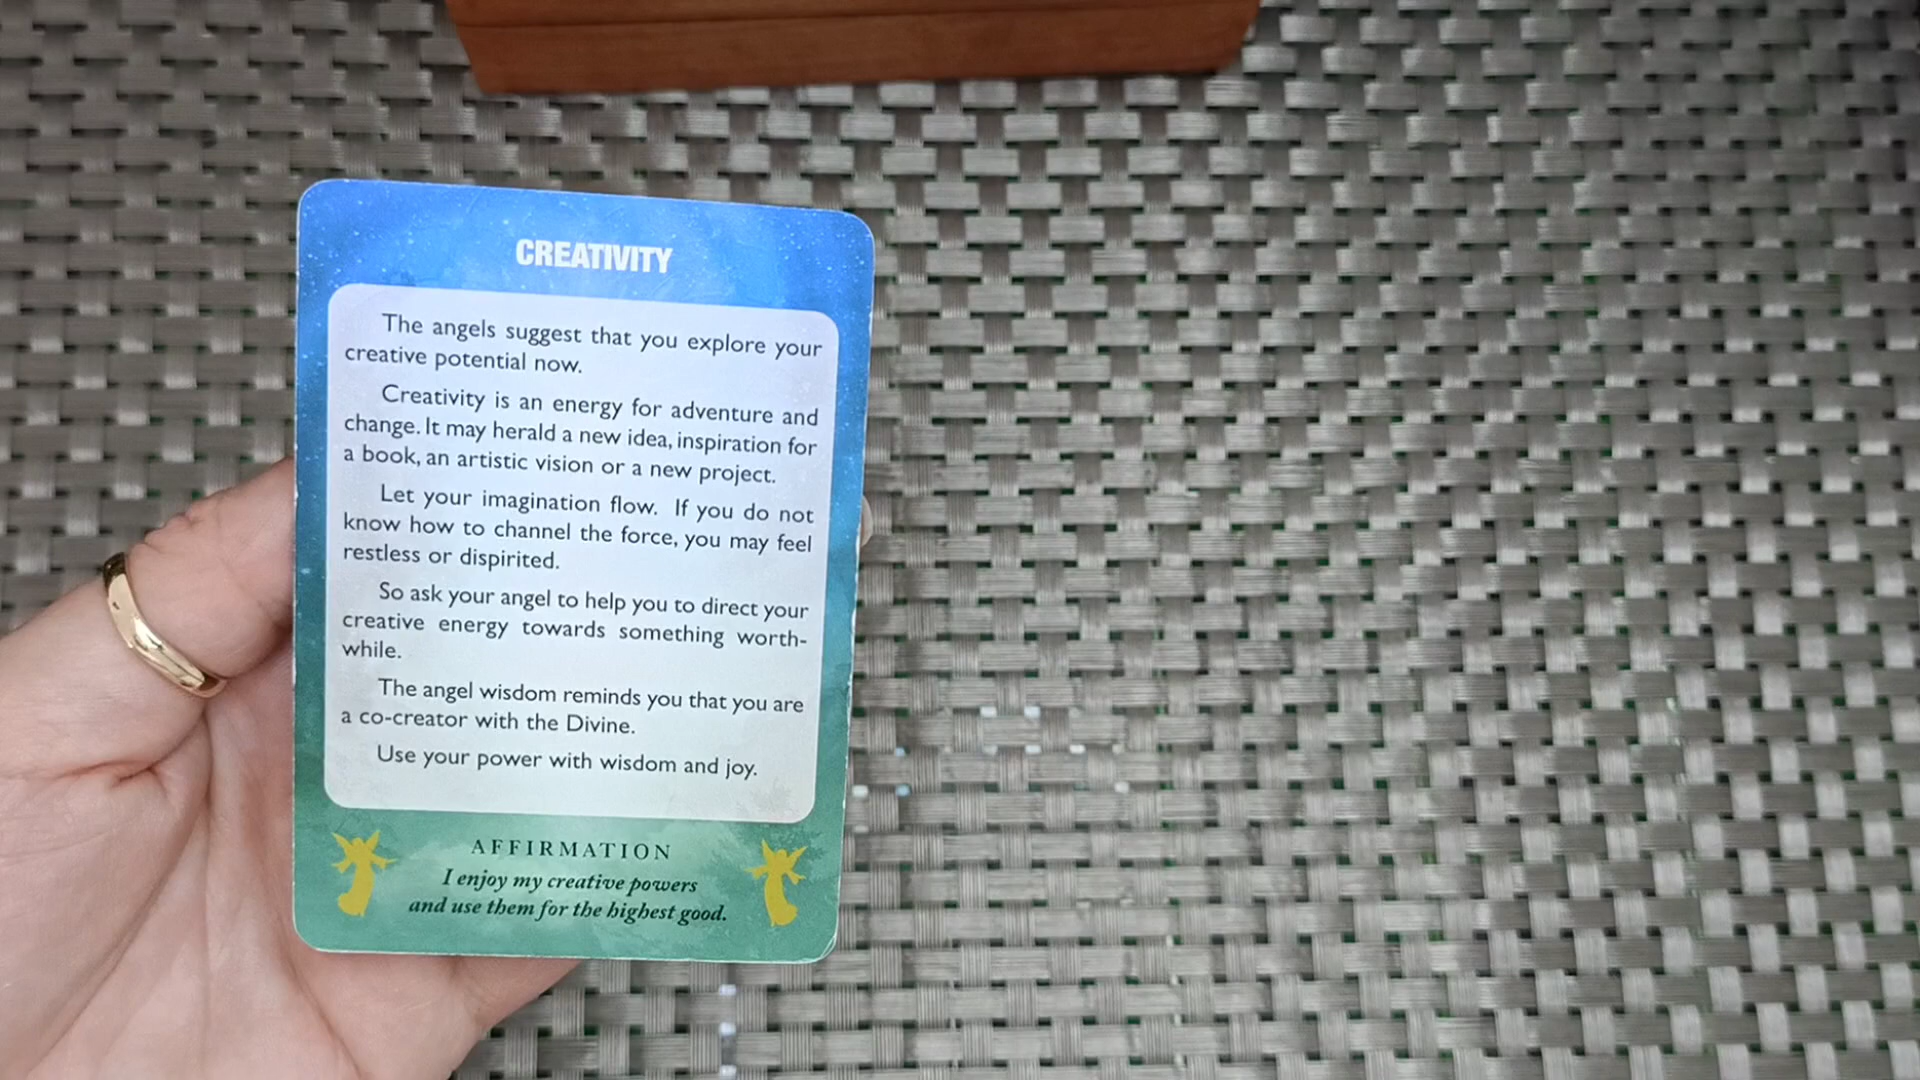 CREATIVITY
The angels suggest that you explore your
creative potential now.
Creativity is an energy for adventure and
change. It may herald a new idea, inspiration for
a book, an artistic vision or a new project.
Let your imagination flow. If you do not
know how to channel the force, you may feel
restless or dispirited.
So ask your angel to help you to direct your
creative energy towards something worth-
while.
The angel wisdom reminds you that you are
a co-creator with the Divine.
Use your power with wisdom and joy.
AFFIRMATION
I enjoy my creative powers
and use them for the highest good.